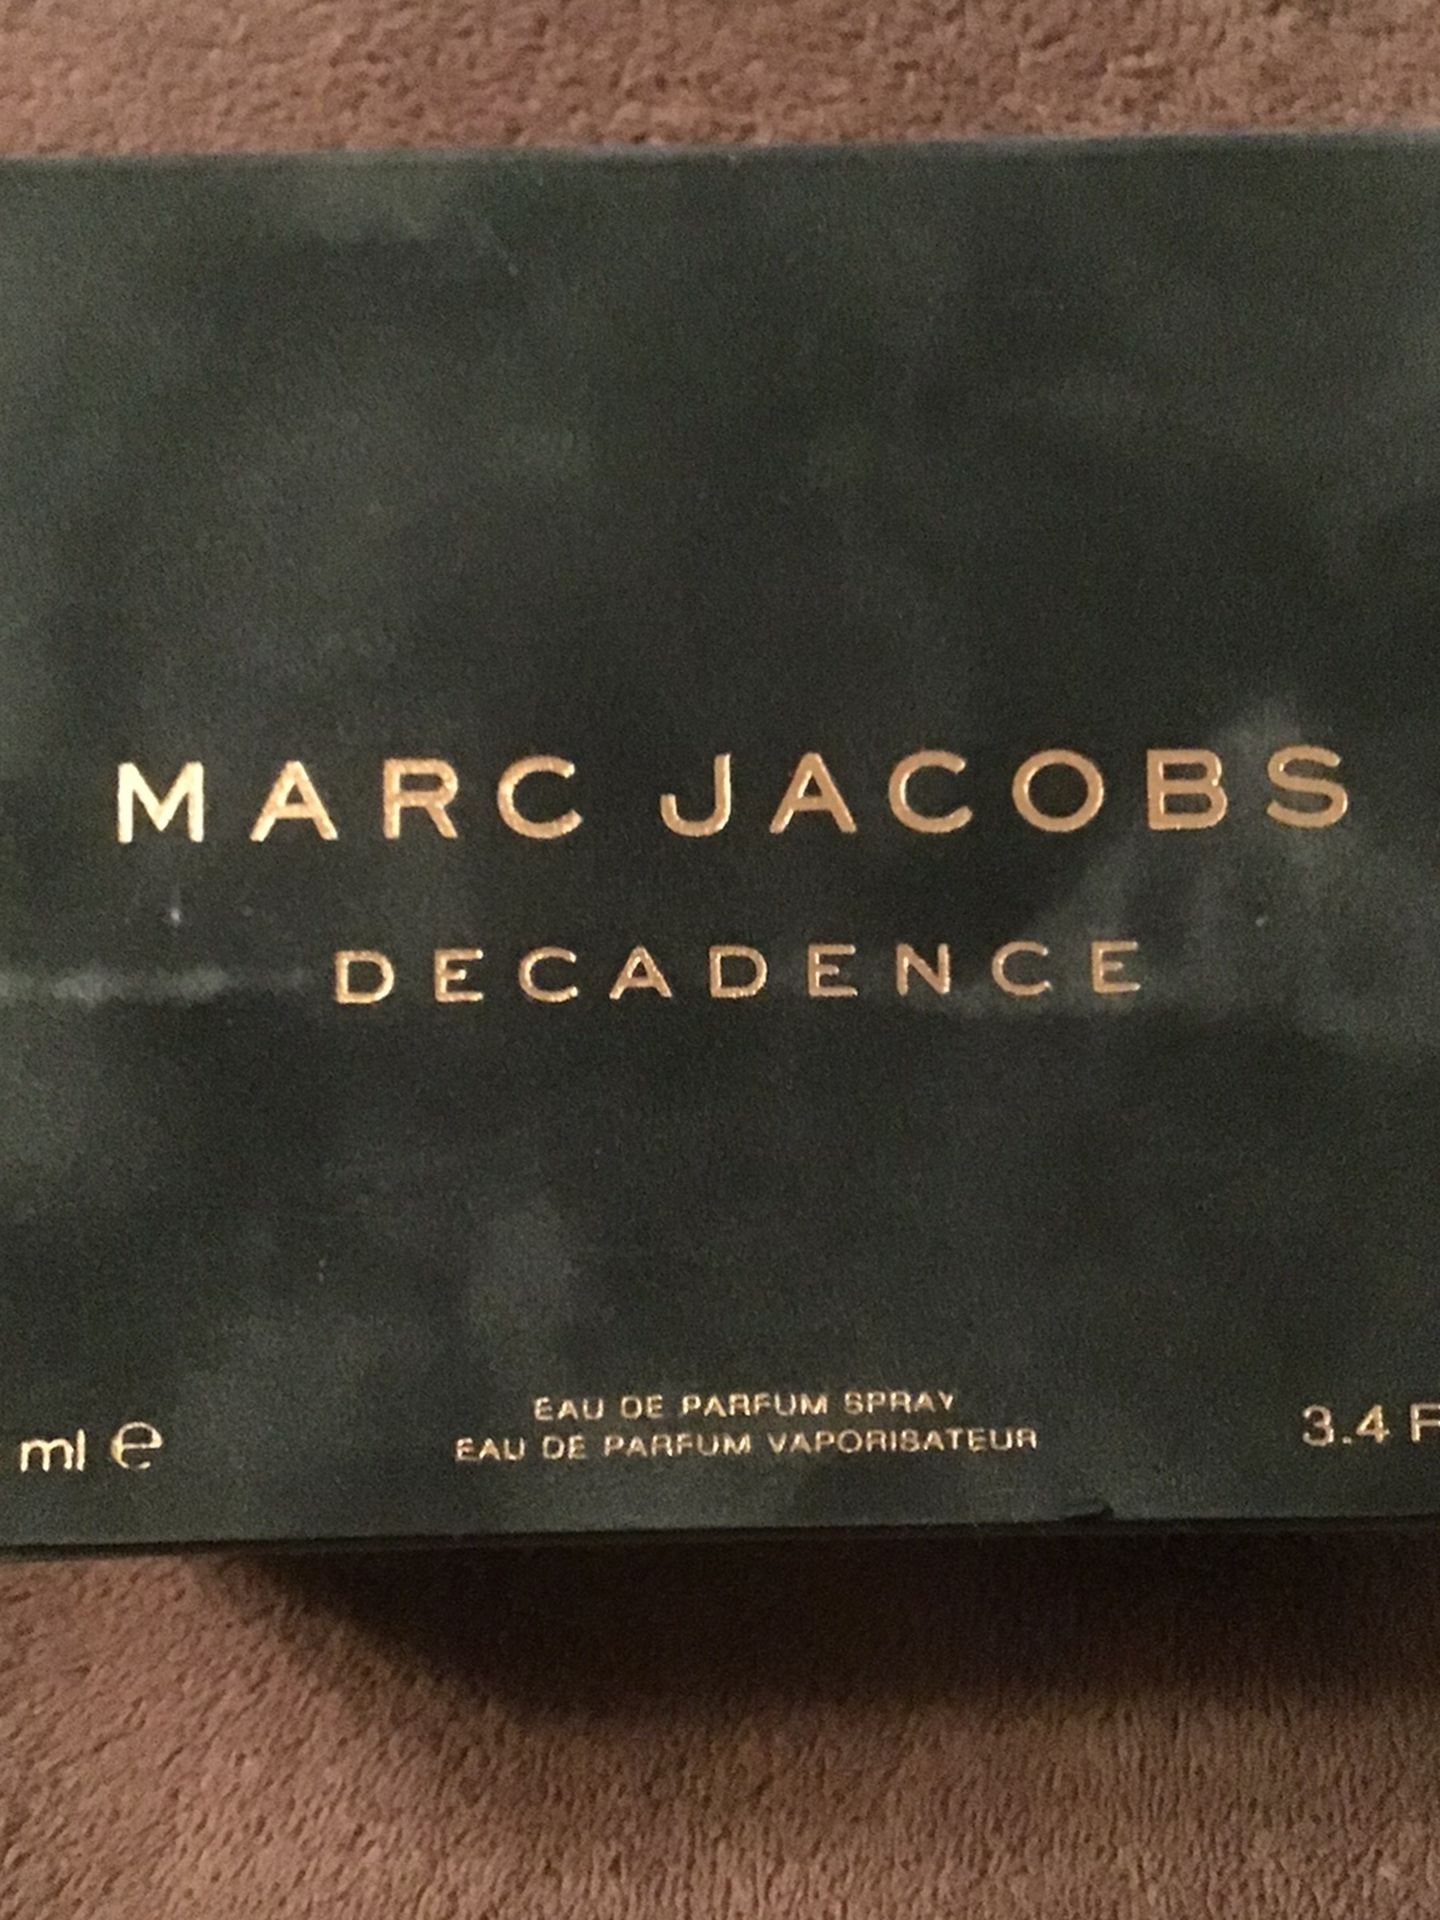 MARC JACOBS
DECADENCE
EAU DE PARFUM SPRAY
ml e EAU DE PARFUM VAPORISATEUR 3.4 F